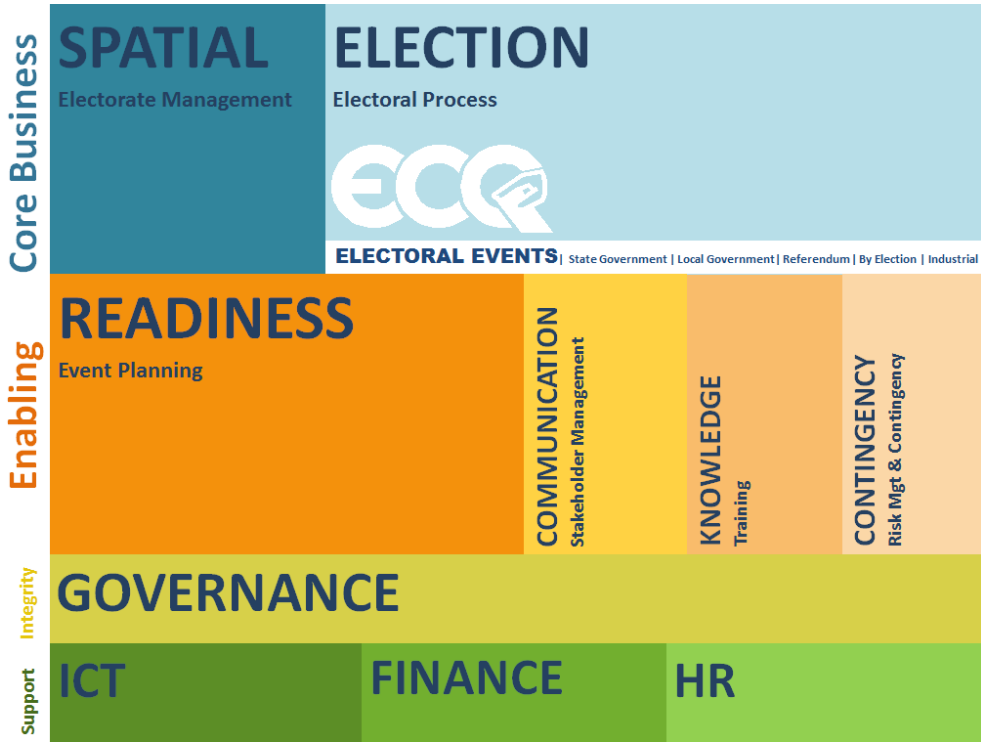 Core Business
SPATIAL
Electorate Management
ELECTION
Electoral Process
ECQ
ELECTORAL EVENTS| State Government | Local Government| Referendum | By Election | Industrial
Enabling
READINESS
Event Planning
COMMUNICATION
Stakeholder Management
KNOWLEDGE
Training
CONTINGENCY
Risk Mgt & Contingency
Integrity
GOVERNANCE
Support
ICT
FINANCE
HR